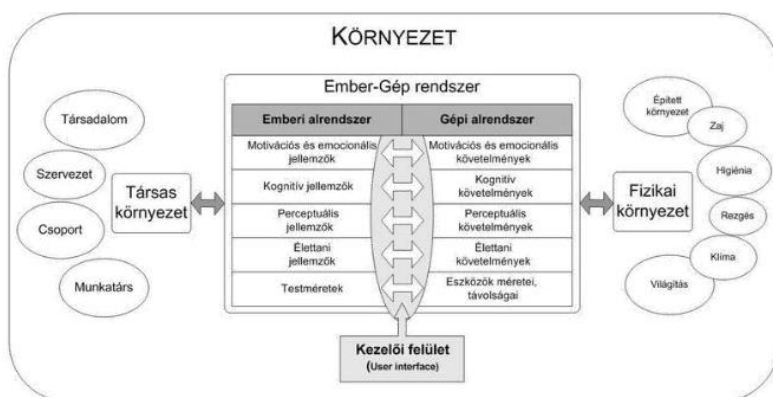 KÖRNYEZET
Társadalom
Szervezet
Csoport
Munkatárs
Társas
környezet
Ember-Gép rendszer
Emberi alrendszer
Gépi alrendszer
Motivációs és emocionális
jellemzők
Motivációs és emocionális
követelmények
Kognitív jellemzők
Kognitív
követelmények
Perceptuális
jellemzők
Perceptuális
követelmények
Élettani
jellemzők
Élettani
követelmények
Testméretek
Eszközök méretei,
távolságai
Kezelői felület
(User interface)
Fizikai
környezet
Épített
környezet
Zaj
Higiénia
Rezgés
Klíma
Világítás